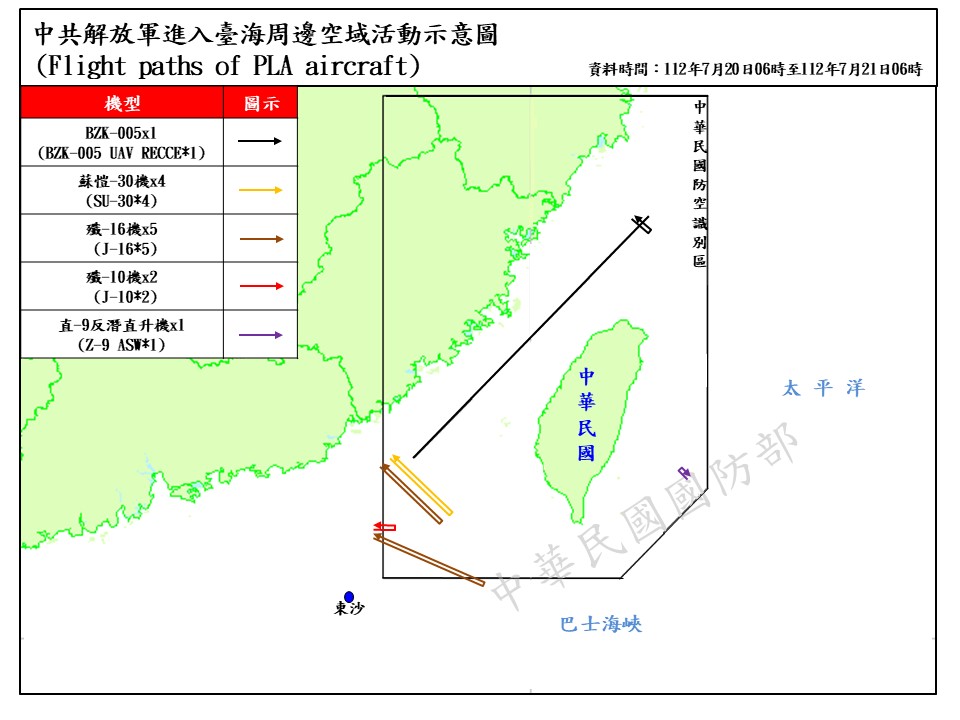 中共解放軍進入臺海周邊空域活動示意圖
(Flight paths of PLA aircraft)
資料時間：112年7月20日06時至112年7月21日06時
機型 圖示
BZK-005x1
(BZK-005 UAV RECCE*1)
蘇愷-30機x4
(SU-30*4)
殲-16機x5
(J-16*5)
殲-10機x2
(J-10*2)
直-9反潛直升機x1
(Z-9 ASW*1)
中華民國防空識別區
中華民國
太平洋
東沙
巴士海峽
中華民國國防部